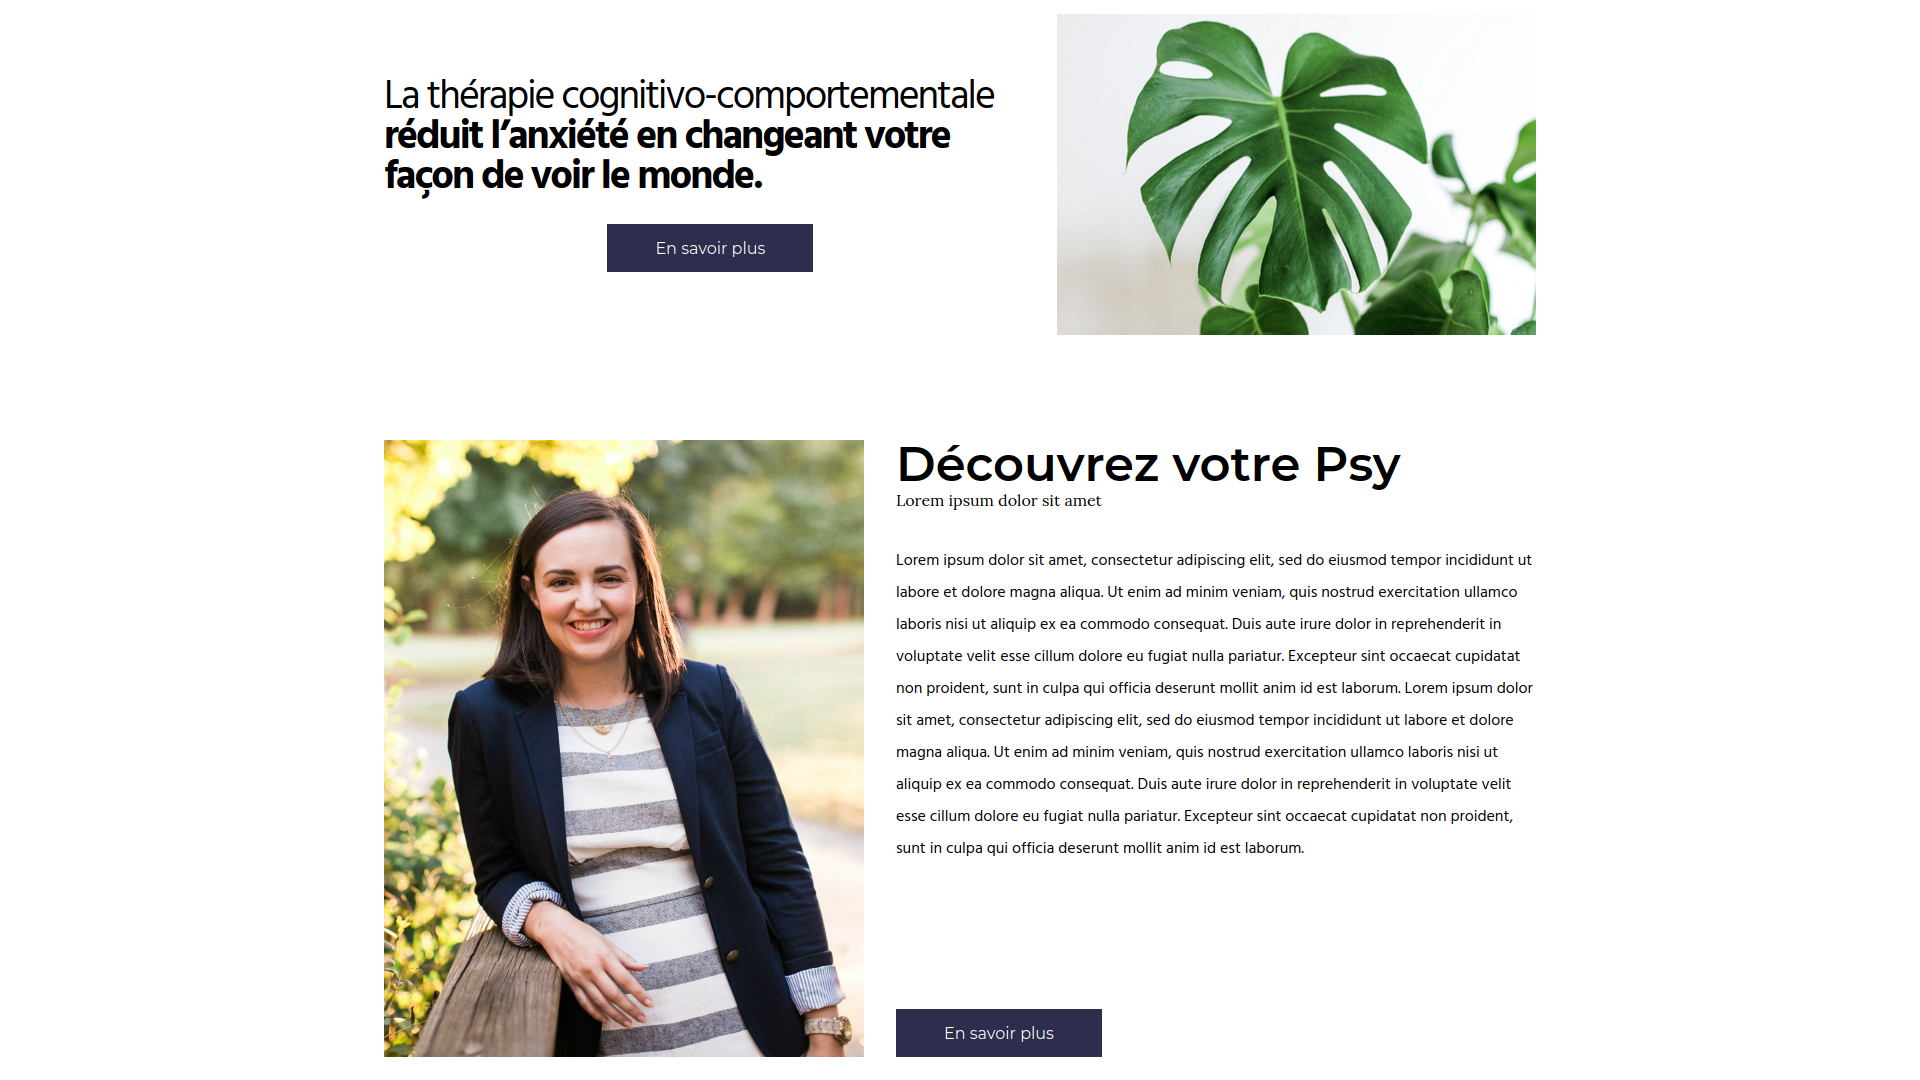 La thérapie cognitivo-comportementale
réduit l’anxiété en changeant votre
façon de voir le monde.
En savoir plus
Découvrez votre Psy
Lorem ipsum dolor sit amet
Lorem ipsum dolor sit amet, consectetur adipiscing elit, sed do eiusmod tempor incididunt ut
labore et dolore magna aliqua. Ut enim ad minim veniam, quis nostrud exercitation ullamco
laboris nisi ut aliquip ex ea commodo consequat. Duis aute irure dolor in reprehenderit in
voluptate velit esse cillum dolore eu fugiat nulla pariatur. Excepteur sint occaecat cupidatat
non proident, sunt in culpa qui officia deserunt mollit anim id est laborum. Lorem ipsum dolor
sit amet, consectetur adipiscing elit, sed do eiusmod tempor incididunt ut labore et dolore
magna aliqua. Ut enim ad minim veniam, quis nostrud exercitation ullamco laboris nisi ut
aliquip ex ea commodo consequat. Duis aute irure dolor in reprehenderit in voluptate velit
esse cillum dolore eu fugiat nulla pariatur. Excepteur sint occaecat cupidatat non proident,
sunt in culpa qui officia deserunt mollit anim id est laborum.
En savoir plus